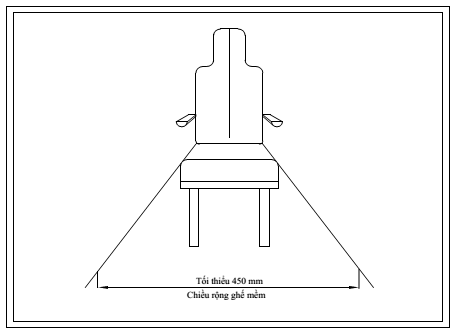 Tối thiểu 450 mm
Chiều rộng ghế mềm